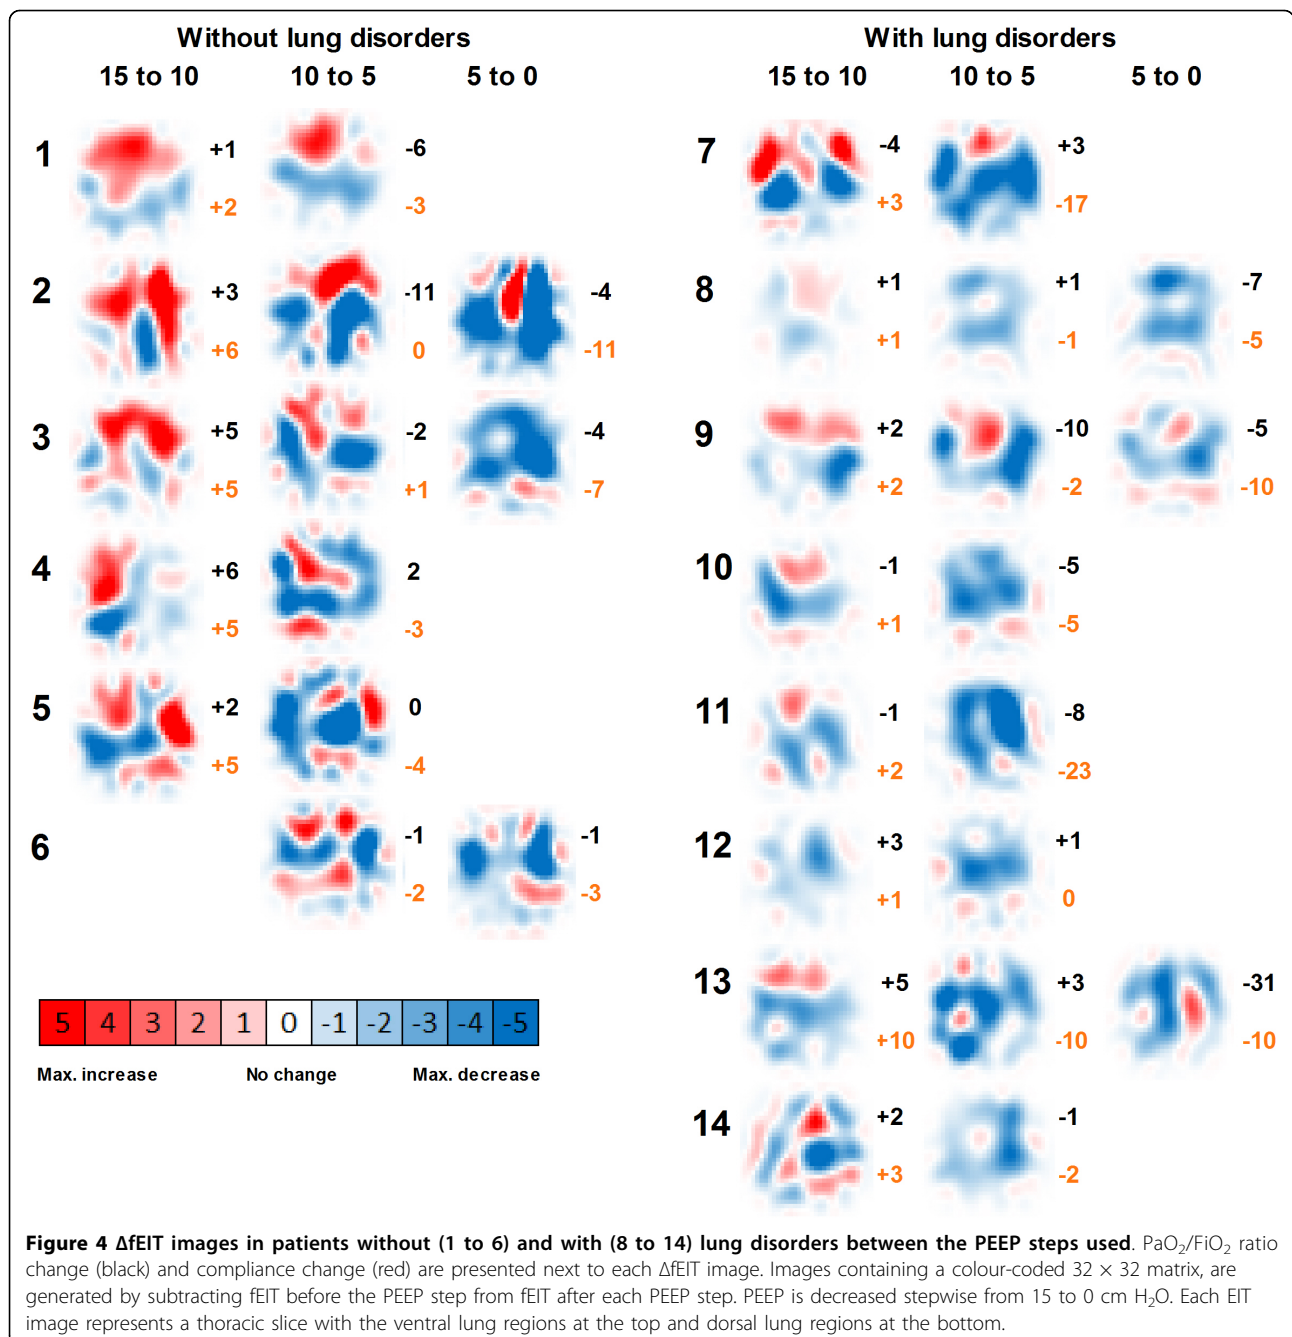 Without lung disorders
With lung disorders
15 to 10 10 to 5 5 to 0
15 to 10 10 to 5 5 to 0
1 +1 -6
+2 -3
2 +3 -11 -4
+6 0 -11
3 +5 -2 -4
+5 +1 -7
4 +6 2
+5 -3
5 +2 0
+5 -4
6 -1 -1
-2 -3
7 -4 +3
+3 -17
8 +1 +1 -7
+1 -1 -5
9 +2 -10 -5
+2 -2 -10
10 -1 -5
+1 -5
11 -1 -8
+2 -23
12 +3 +1
+1 0
13 +5 +3 -31
+10 -10 -10
14 +2 -1
+3 -2
5 4 3 2 1 0 -1 -2 -3 -4 -5
Max. increase No change Max. decrease
Figure 4 ΔfEIT images in patients without (1 to 6) and with (8 to 14) lung disorders between the PEEP steps used. PaO₂/FiO₂ ratio
change (black) and compliance change (red) are presented next to each ΔfEIT image. Images containing a colour-coded 32 × 32 matrix, are
generated by subtracting fEIT before the PEEP step from fEIT after each PEEP step. PEEP is decreased stepwise from 15 to 0 cm H₂O. Each EIT
image represents a thoracic slice with the ventral lung regions at the top and dorsal lung regions at the bottom.